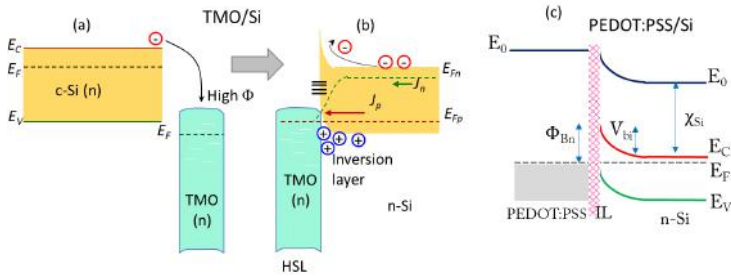 (a)
TMO/Si
(b)
(c)
PEDOT:PSS/Si
E_C
E_F
c-Si (n)
E_V
High Φ
E_F
TMO
(n)
E_Fn
J_n
J_p
E_Fp
Inversion
layer
TMO
(n)
n-Si
HSL
E_0
E_0
χ_Si
Φ_Bn
V_bi
E_C
E_F
E_V
PEDOT:PSS
IL
n-Si